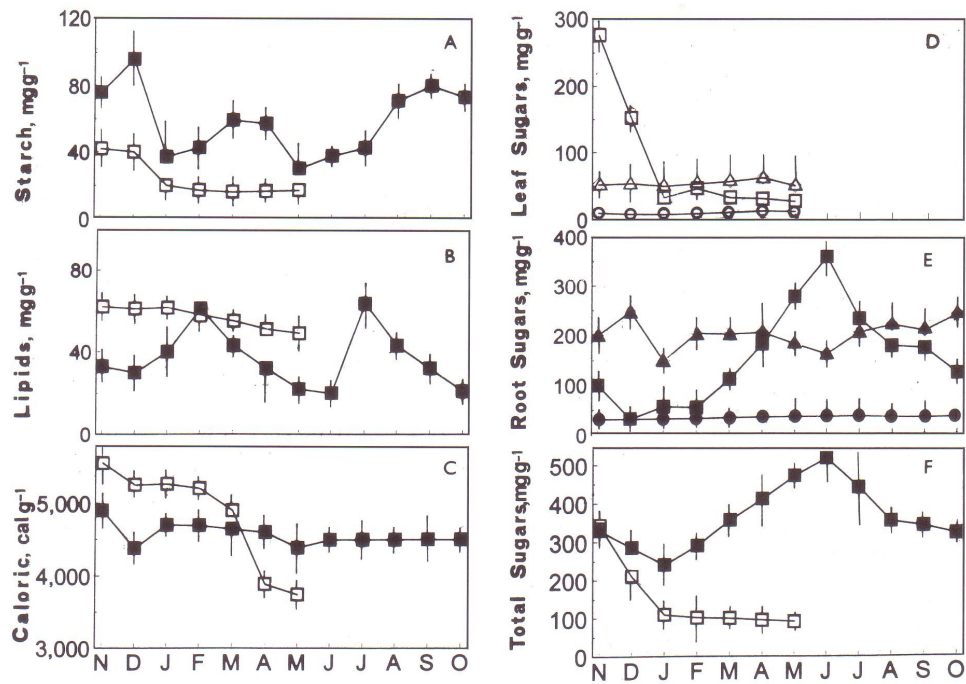 120
80
40
0
Starch, mgg⁻¹
A
80
40
0
Lipids, mgg⁻¹
B
5,000
4,000
3,000
Caloric, calg⁻¹
C
N D J F M A M J J A S O
300
200
100
0
Leaf Sugars, mgg⁻¹
D
400
300
200
100
0
Root Sugars, mgg⁻¹
E
500
400
300
200
100
0
Total Sugars,mgg⁻¹
F
N D J F M A M J J A S O